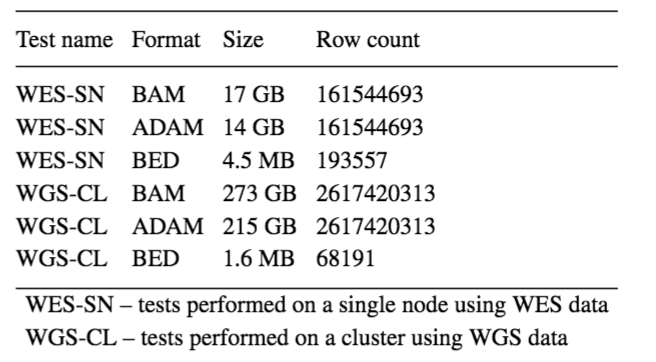 Test name Format Size Row count
WES-SN BAM 17 GB 161544693
WES-SN ADAM 14 GB 161544693
WES-SN BED 4.5 MB 193557
WGS-CL BAM 273 GB 2617420313
WGS-CL ADAM 215 GB 2617420313
WGS-CL BED 1.6 MB 68191
WES-SN – tests performed on a single node using WES data
WGS-CL – tests performed on a cluster using WGS data